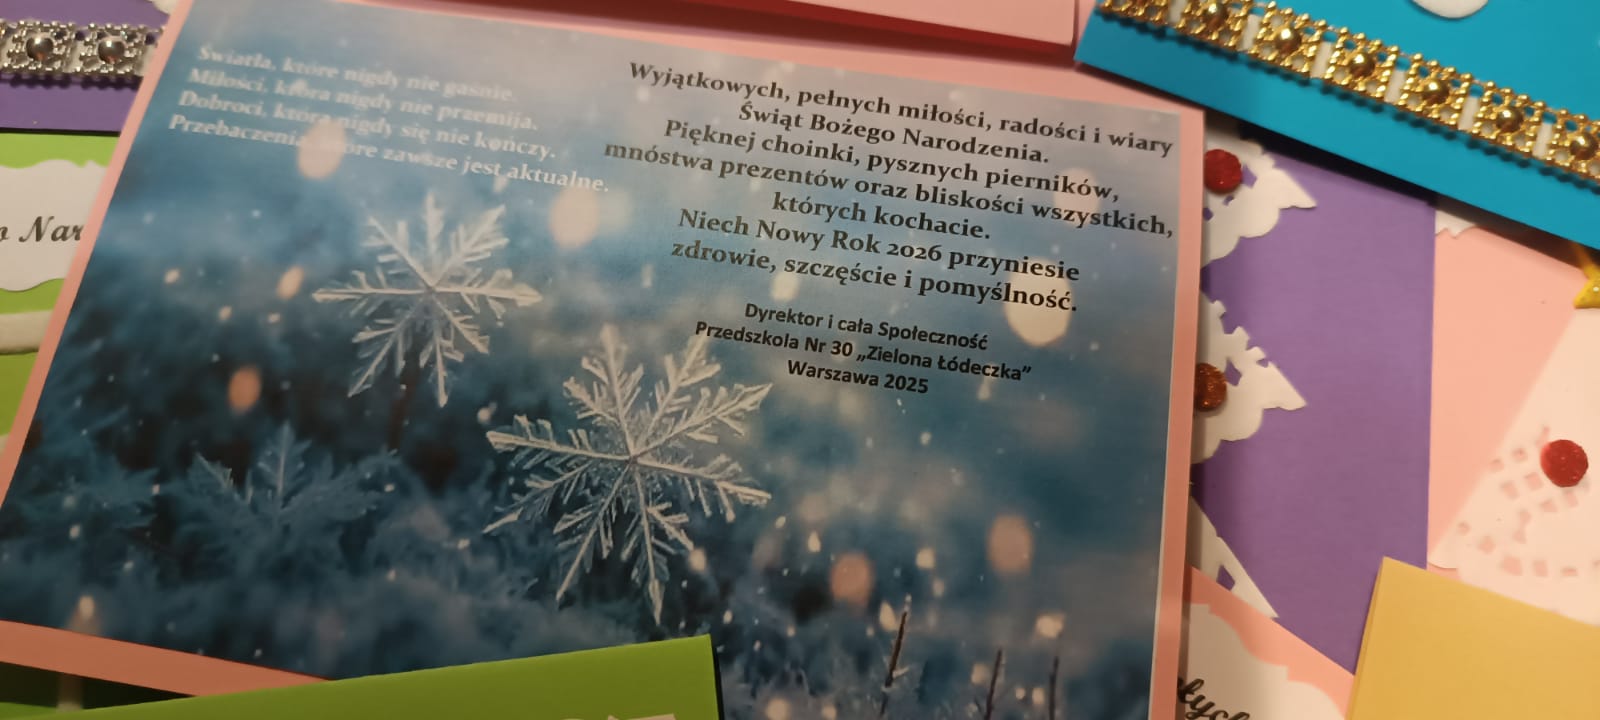 Światła, które nigdy nie gaśnie.
Miłości, która nigdy nie przemija.
Dobroci, która nigdy się nie kończy.
Przebaczenia, które zawsze jest aktualne.
Wyjątkowych, pełnych miłości, radości i wiary
Świąt Bożego Narodzenia.
Pięknej choinki, pysznych pierników,
mnóstwa prezentów oraz bliskości wszystkich,
których kochacie.
Niech Nowy Rok 2026 przyniesie
zdrowie, szczęście i pomyślność.
Dyrektor i cała Społeczność
Przedszkola Nr 30 „Zielona Łódeczka”
Warszawa 2025